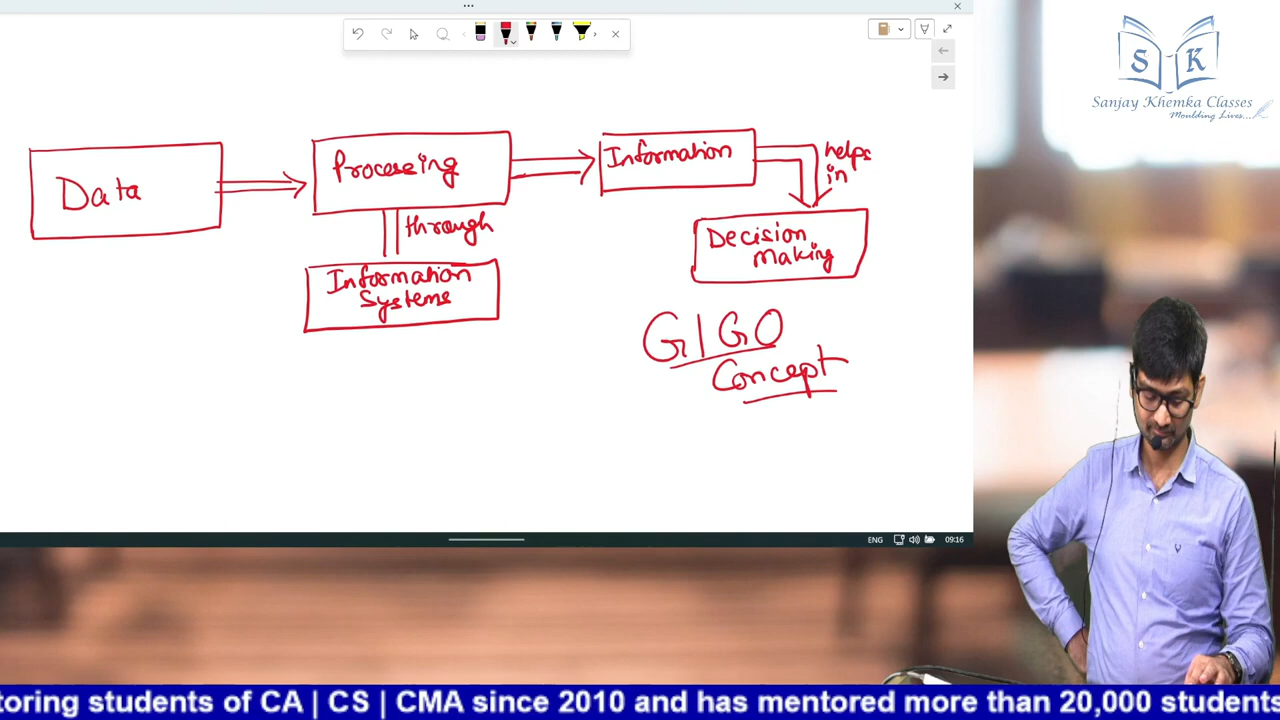 S K
Sanjay Khemka Classes
Moulding Lives...
Data
Processing
through
Information
Systems
Information
helps
in
Decision
Making
GIGO
Concept
ENG
09:16
toring students of CA | CS | CMA since 2010 and has mentored more than 20,000 students